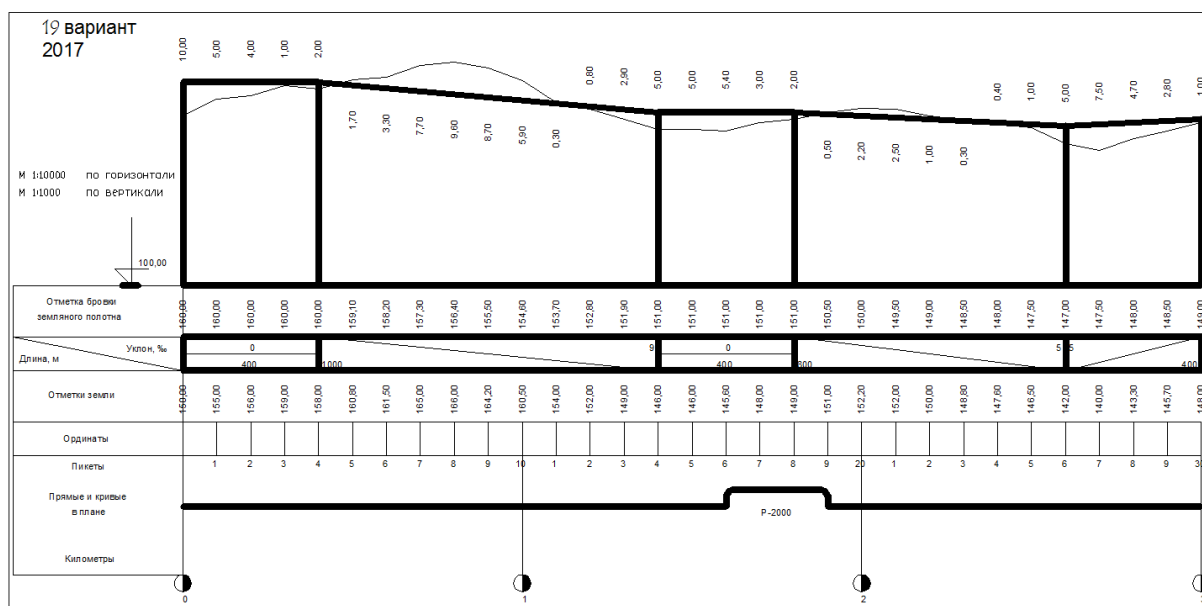 19 вариант
2017
10,00 5,00 4,00 1,00 2,00 0,80 2,90 5,00 5,00 5,40 3,00 2,00 0,40 1,00 5,00 7,50 4,70 2,80
1,70 3,30 7,70 9,60 8,70 5,90 0,30 0,50 2,20 2,50 1,00 0,30
М 1:10000 по горизонтали
М 1:1000 по вертикали
100,00
Отметка бровки
земляного полотна
160,00 160,00 160,00 160,00 160,00 159,10 158,20 157,30 156,40 155,50 154,60 153,70 152,80 151,90 151,00 151,00 151,00 151,00 151,00 150,50 150,00 149,50 149,00 148,50 148,00 147,50 147,00 147,50 148,00 148,50 149,00
Уклон, ‰ 0 9 0 5 5
Длина, м 400 1000 400 800 400
Отметки земли
155,00 156,00 159,00 158,00 160,80 161,50 165,00 166,00 164,20 160,50 154,00 152,00 149,00 146,00 146,00 145,60 148,00 149,00 152,20 152,00 150,00 148,80 147,60 146,50 142,00 140,00 143,30 145,70 148,00
Ординаты
Пикеты 1 2 3 4 5 6 7 8 9 10 1 2 3 4 5 6 7 8 9 20 1 2 3 4 5 6 7 8 9
Прямые и кривые
в плане
Р-2000
Километры
0 1 2